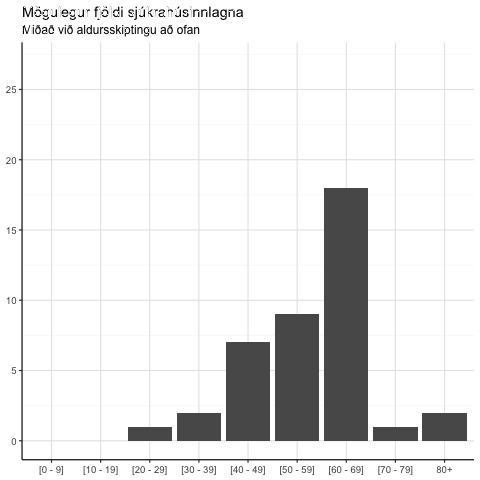 Mögulegur fjöldi sjúkrahúsinnlagna
Miðað við aldursskiptingu að ofan
25
20
15
10
5
0
[0 - 9] [10 - 19] [20 - 29] [30 - 39] [40 - 49] [50 - 59] [60 - 69] [70 - 79] 80+